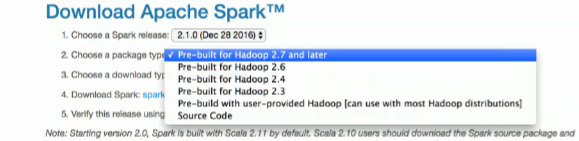 Download Apache Spark™
1. Choose a Spark release: 2.1.0 (Dec 28 2016)
2. Choose a package type ✓ Pre-built for Hadoop 2.7 and later
Pre-built for Hadoop 2.6
3. Choose a download typ Pre-built for Hadoop 2.4
Pre-built for Hadoop 2.3
4. Download Spark: spark
Pre-build with user-provided Hadoop [can use with most Hadoop distributions]
5. Verify this release using Source Code
Note: Starting version 2.0, Spark is built with Scala 2.11 by default. Scala 2.10 users should download the Spark source package and